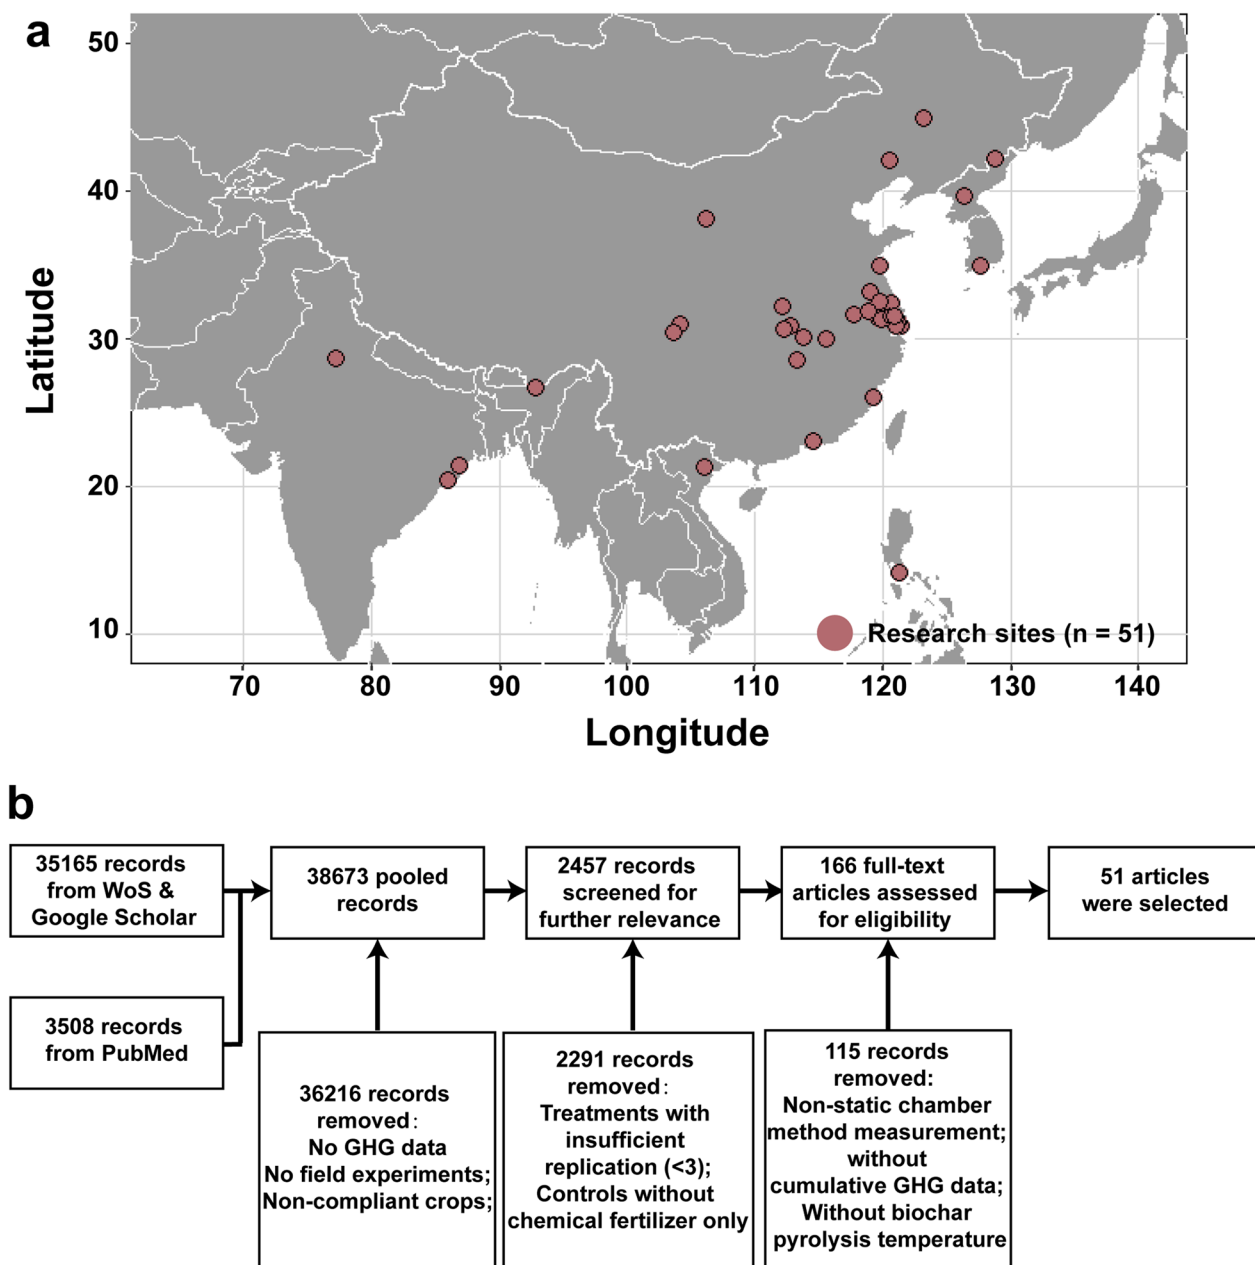 a
50
40
30
20
10
Latitude
Research sites (n = 51)
70 80 90 100 110 120 130 140
Longitude
b
35165 records
from WoS &
Google Scholar
3508 records
from PubMed
38673 pooled
records
2457 records
screened for
further relevance
166 full-text
articles assessed
for eligibility
51 articles
were selected
36216 records
removed:
No GHG data
No field experiments;
Non-compliant crops;
2291 records
removed:
Treatments with
insufficient
replication (<3);
Controls without
chemical fertilizer only
115 records
removed:
Non-static chamber
method measurement;
without
cumulative GHG data;
Without biochar
pyrolysis temperature